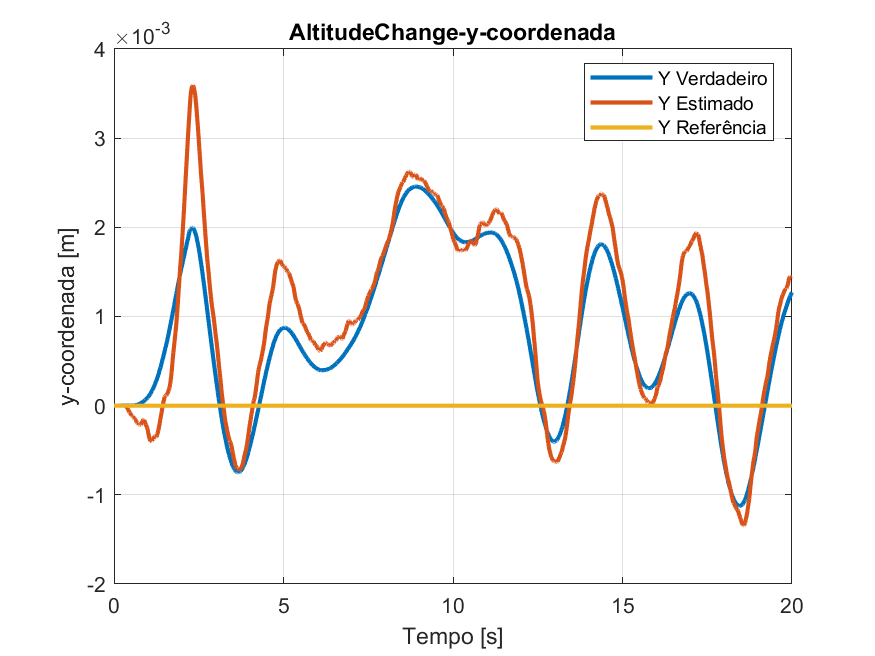 AltitudeChange-y-coordenada
×10-3
4
3
2
1
0
-1
-2
y-coordenada [m]
Y Verdadeiro
Y Estimado
Y Referência
0 5 10 15 20
Tempo [s]